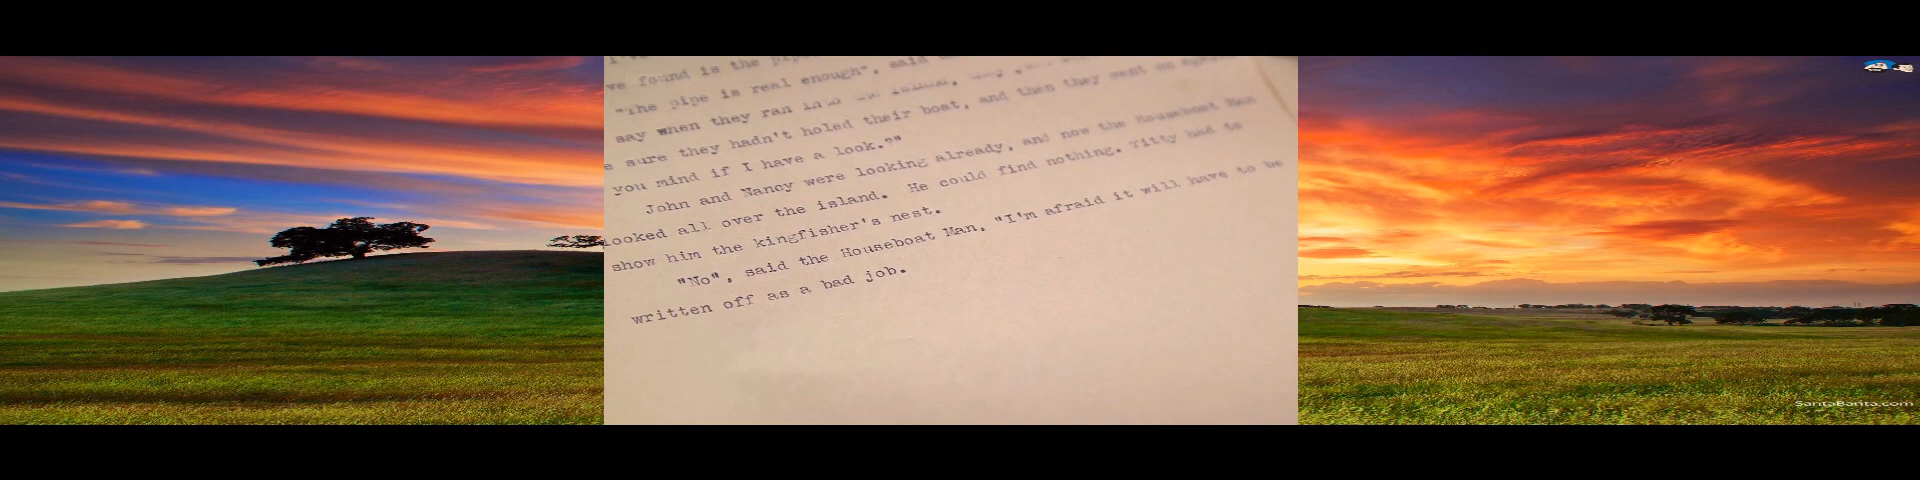 ve found is the
"The pipe is real enough", said
say when they ran into
e sure they hadn't holed their boat, and then they went on
you mind if I have a look.?"
John and Nancy were looking already, and now the Houseboat Man
looked all over the island. He could find nothing. Titty had to
show him the kingfisher's nest.
"No", said the Houseboat Man, "I'm afraid it will have to be
written off as a bad job.
SantaBanta.com